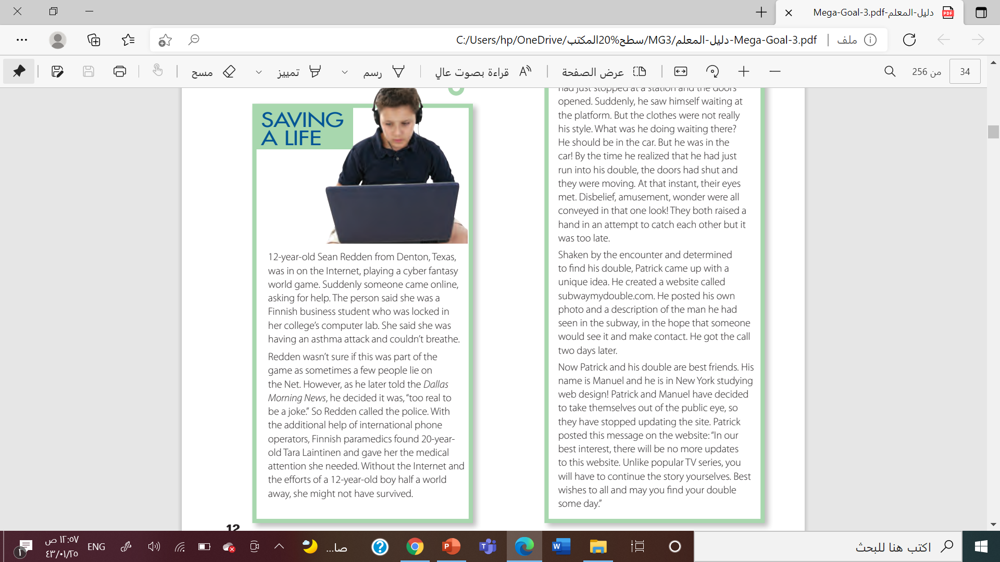 دليل-المعلم-Mega-Goal-3.pdf
ملف
C:/Users/hp/OneDrive/سطح%20المكتب/MG3/دليل-المعلم-Mega-Goal-3.pdf
34
من 256
عرض الصفحة
قراءة بصوت عالٍ
رسم
تمييز
مسح
SAVING
A LIFE
12-year-old Sean Redden from Denton, Texas,
was in on the Internet, playing a cyber fantasy
world game. Suddenly someone came online,
asking for help. The person said she was a
Finnish business student who was locked in
her college's computer lab. She said she was
having an asthma attack and couldn't breathe.
Redden wasn't sure if this was part of the
game as sometimes a few people lie on
the Net. However, as he later told the Dallas
Morning News, he decided it was, “too real to
be a joke.” So Redden called the police. With
the additional help of international phone
operators, Finnish paramedics found 20-year-
old Tara Laintinen and gave her the medical
attention she needed. Without the Internet and
the efforts of a 12-year-old boy half a world
away, she might not have survived.
12
had just stopped at a station and the doors
opened. Suddenly, he saw himself waiting at
the platform. But the clothes were not really
his style. What was he doing waiting there?
He should be in the car. But he was in the
car! By the time he realized that he had just
run into his double, the doors had shut and
they were moving. At that instant, their eyes
met. Disbelief, amusement, wonder were all
conveyed in that one look! They both raised a
hand in an attempt to catch each other but it
was too late.
Shaken by the encounter and determined
to find his double, Patrick came up with a
unique idea. He created a website called
subwaymydouble.com. He posted his own
photo and a description of the man he had
seen in the subway, in the hope that someone
would see it and make contact. He got the call
two days later.
Now Patrick and his double are best friends. His
name is Manuel and he is in New York studying
web design! Patrick and Manuel have decided
to take themselves out of the public eye, so
they have stopped updating the site. Patrick
posted this message on the website: “In our
best interest, there will be no more updates
to this website. Unlike popular TV series, you
will have to continue the story yourselves. Best
wishes to all and may you find your double
some day.”
اكتب هنا للبحث
صا...
ENG
١٢:٥٧ ص
٤٣/٠١/٢٥
١